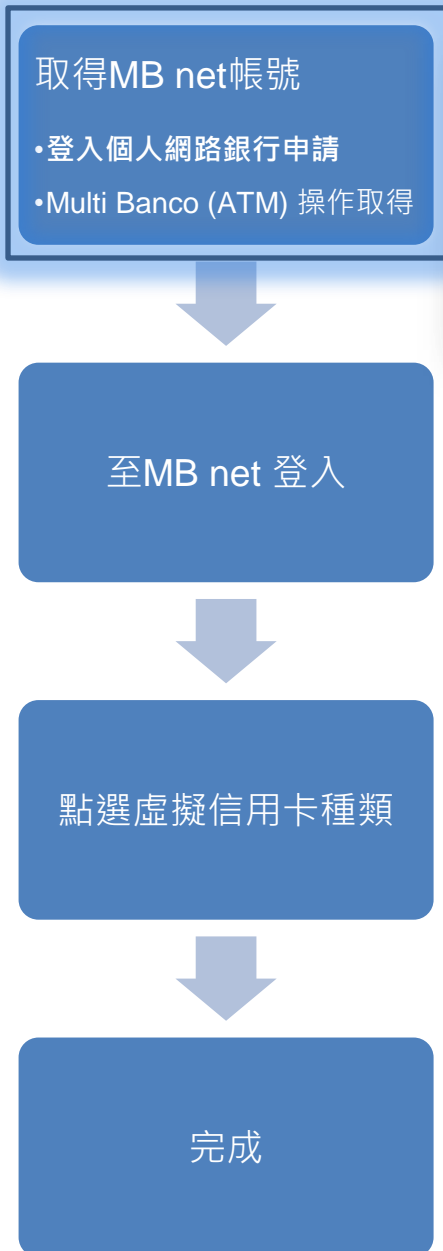 取得MB net帳號
•登入個人網路銀行申請
•Multi Banco (ATM) 操作取得
至MB net 登入
點選虛擬信用卡種類
完成